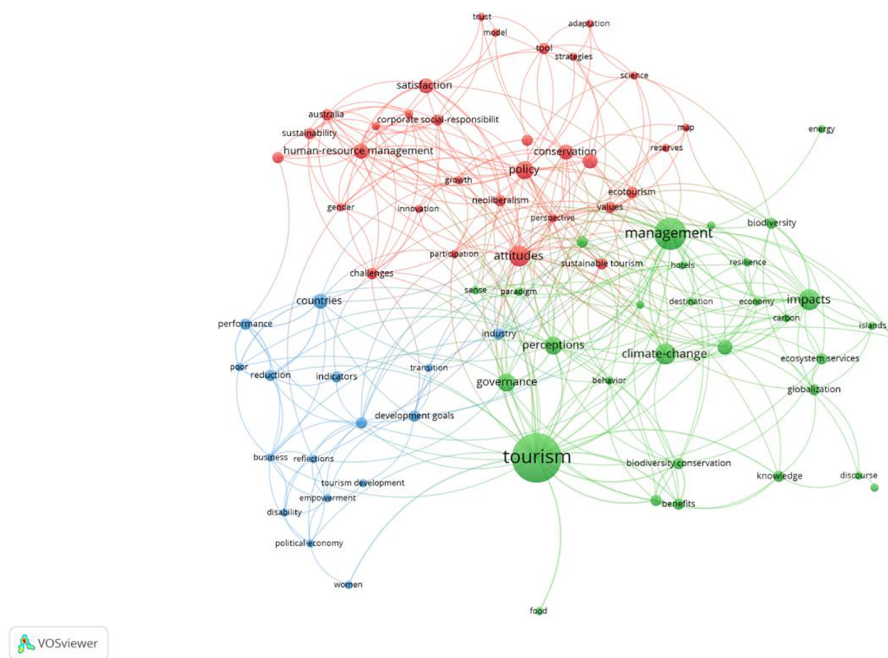 trust
adaptation
model
tool
strategies
science
satisfaction
australia
corporate social-responsibilit
map
energy
sustainability
human-resource management
conservation
reserves
policy
growth
ecotourism
neoliberalism
gender
innovation
values
perspective
biodiversity
management
participation
attitudes
sustainable tourism
hotels
resilience
challenges
sense
paradigm
countries
destination
economy
impacts
carbon
performance
islands
industry
perceptions
climate-change
ecosystem services
poor
reduction
indicators
transition
governance
behavior
globalization
development goals
tourism
business
reflections
biodiversity conservation
tourism development
knowledge
discourse
empowerment
benefits
disability
political-economy
women
food
VOSviewer